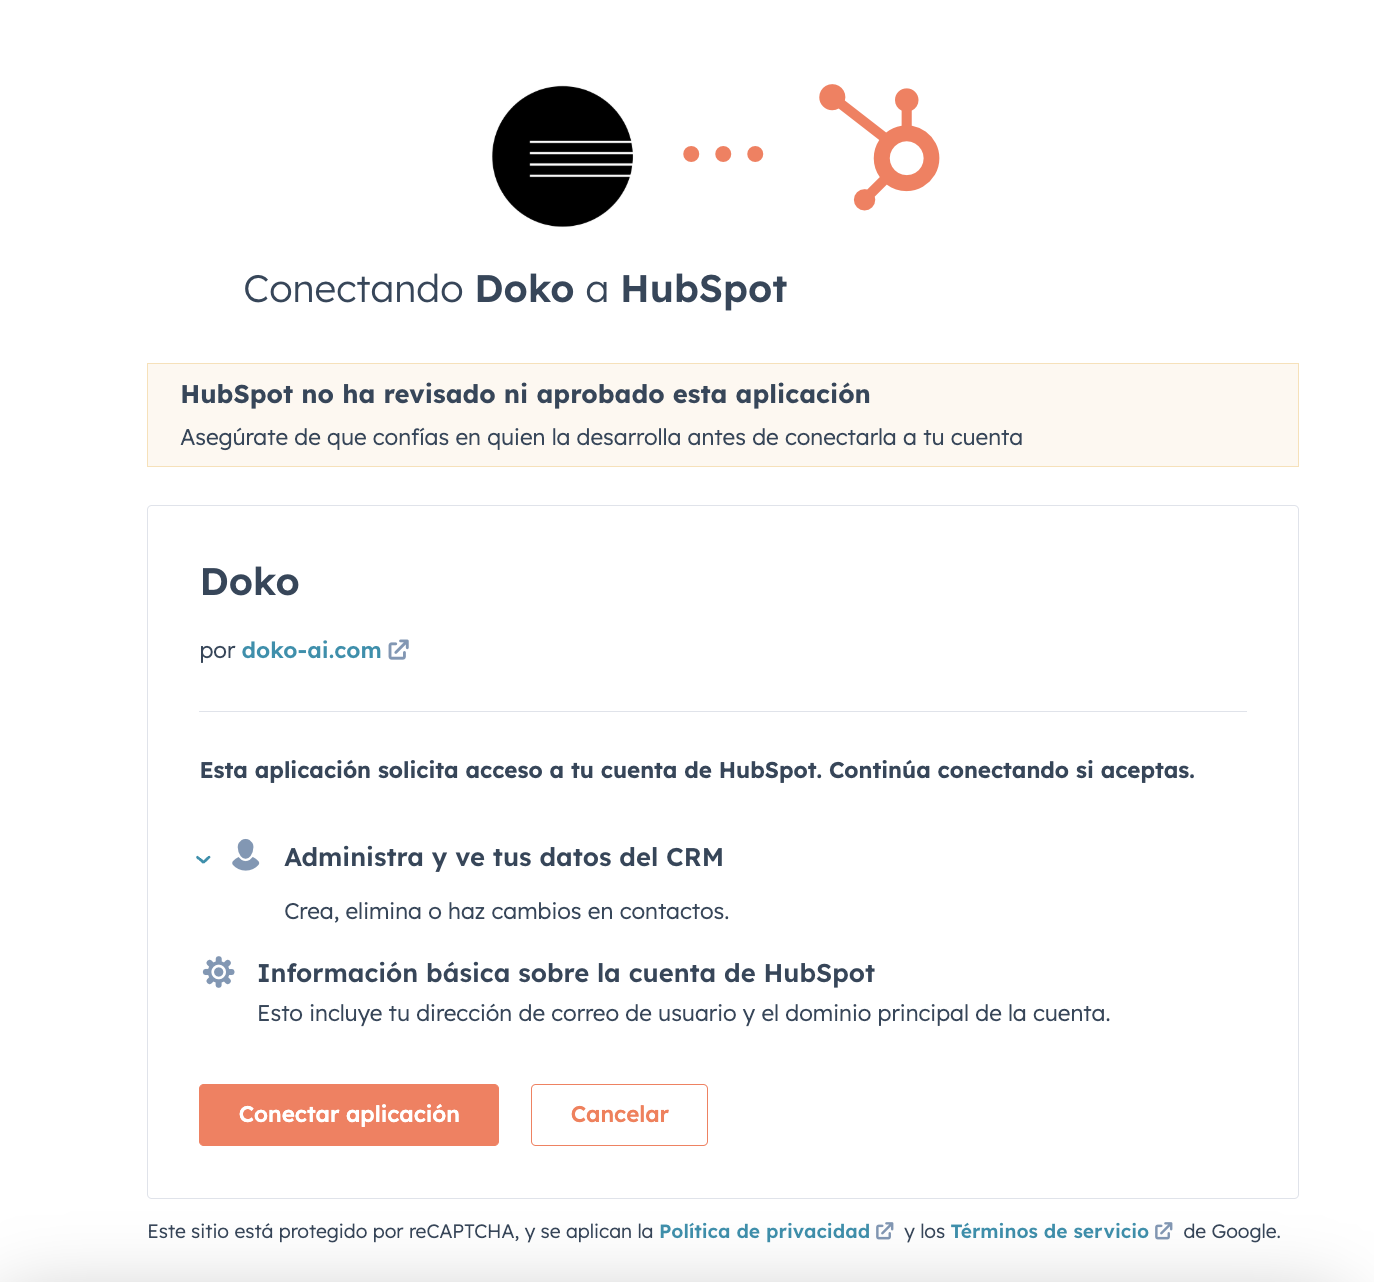 Conectando Doko a HubSpot
HubSpot no ha revisado ni aprobado esta aplicación
Asegúrate de que confías en quien la desarrolla antes de conectarla a tu cuenta
Doko
por doko-ai.com
Esta aplicación solicita acceso a tu cuenta de HubSpot. Continúa conectando si aceptas.
Administra y ve tus datos del CRM
Crea, elimina o haz cambios en contactos.
Información básica sobre la cuenta de HubSpot
Esto incluye tu dirección de correo de usuario y el dominio principal de la cuenta.
Conectar aplicación Cancelar
Este sitio está protegido por reCAPTCHA, y se aplican la Política de privacidad y los Términos de servicio de Google.